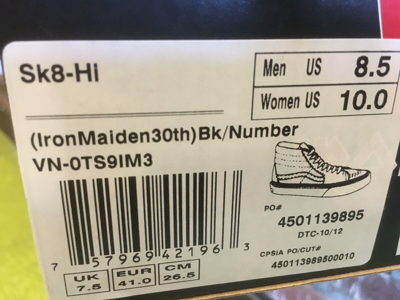 Sk8-Hi
Men US 8.5
Women US 10.0
(IronMaiden30th)Bk/Number
VN-0TS9IM3
PO#
4501139895
DTC-10/12
CPSIA PO/CUT#
450113989500010
7 57969 42196 3
UK EUR CM
7.5 41.0 26.5